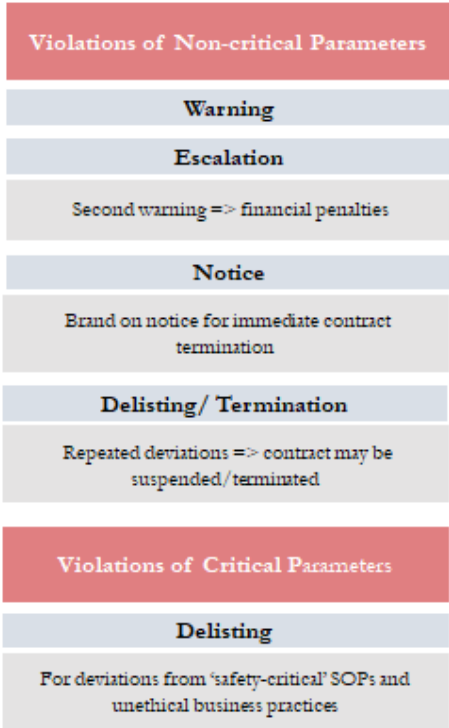 Violations of Non-critical Parameters
Warning
Escalation
Second warning => financial penalties
Notice
Brand on notice for immediate contract
termination
Delisting/ Termination
Repeated deviations => contract may be
suspended/terminated
Violations of Critical Parameters
Delisting
For deviations from ‘safety-critical’ SOPs and
unethical business practices